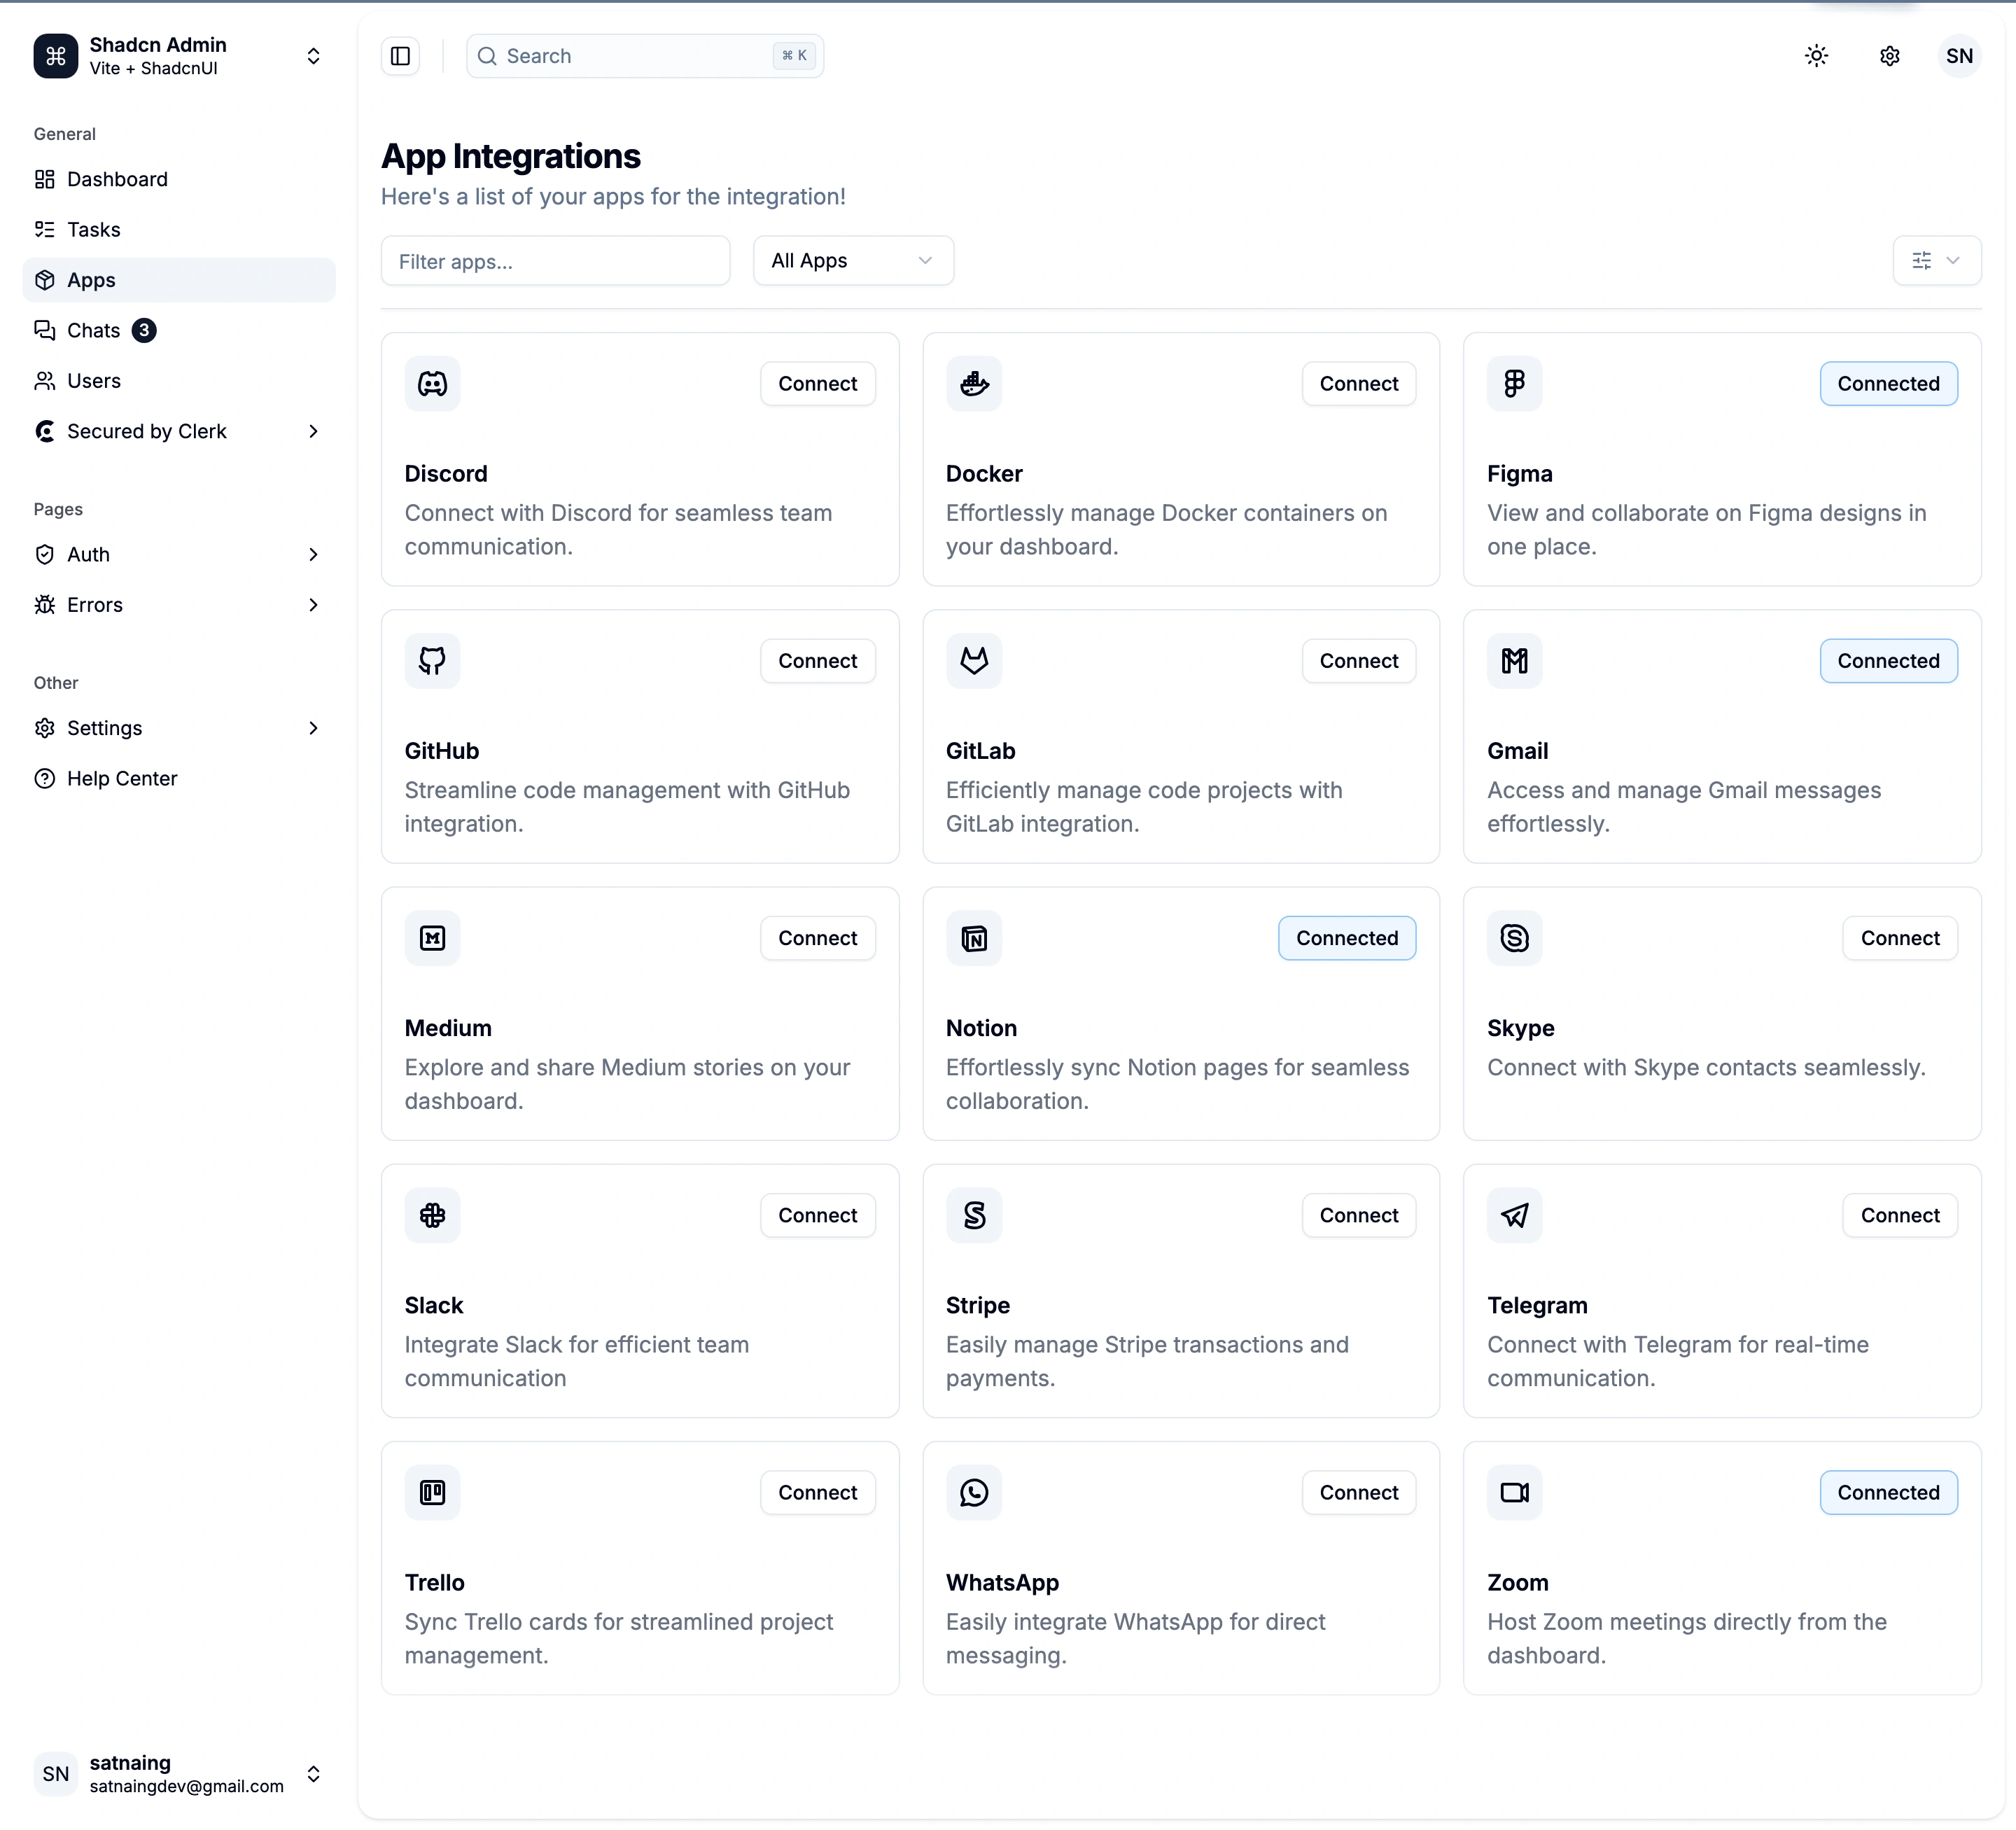 Shadcn Admin
Vite + ShadcnUI
General
Dashboard
Tasks
Apps
Chats 3
Users
Secured by Clerk
Pages
Auth
Errors
Other
Settings
Help Center
SN
satnaing
satnaingdev@gmail.com
Search ⌘ K
SN
App Integrations
Here's a list of your apps for the integration!
Filter apps...
All Apps
Connect
Discord
Connect with Discord for seamless team
communication.
Connect
Docker
Effortlessly manage Docker containers on
your dashboard.
Connected
Figma
View and collaborate on Figma designs in
one place.
Connect
GitHub
Streamline code management with GitHub
integration.
Connect
GitLab
Efficiently manage code projects with
GitLab integration.
Connected
Gmail
Access and manage Gmail messages
effortlessly.
Connect
Medium
Explore and share Medium stories on your
dashboard.
Connected
Notion
Effortlessly sync Notion pages for seamless
collaboration.
Connect
Skype
Connect with Skype contacts seamlessly.
Connect
Slack
Integrate Slack for efficient team
communication
Connect
Stripe
Easily manage Stripe transactions and
payments.
Connect
Telegram
Connect with Telegram for real-time
communication.
Connect
Trello
Sync Trello cards for streamlined project
management.
Connect
WhatsApp
Easily integrate WhatsApp for direct
messaging.
Connected
Zoom
Host Zoom meetings directly from the
dashboard.